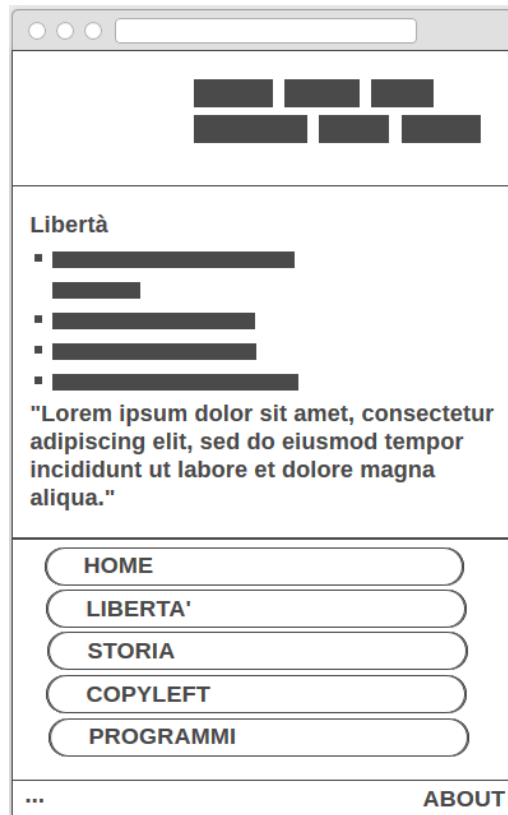 Libertà
"Lorem ipsum dolor sit amet, consectetur
adipiscing elit, sed do eiusmod tempor
incididunt ut labore et dolore magna
aliqua."
HOME
LIBERTA'
STORIA
COPYLEFT
PROGRAMMI
... ABOUT